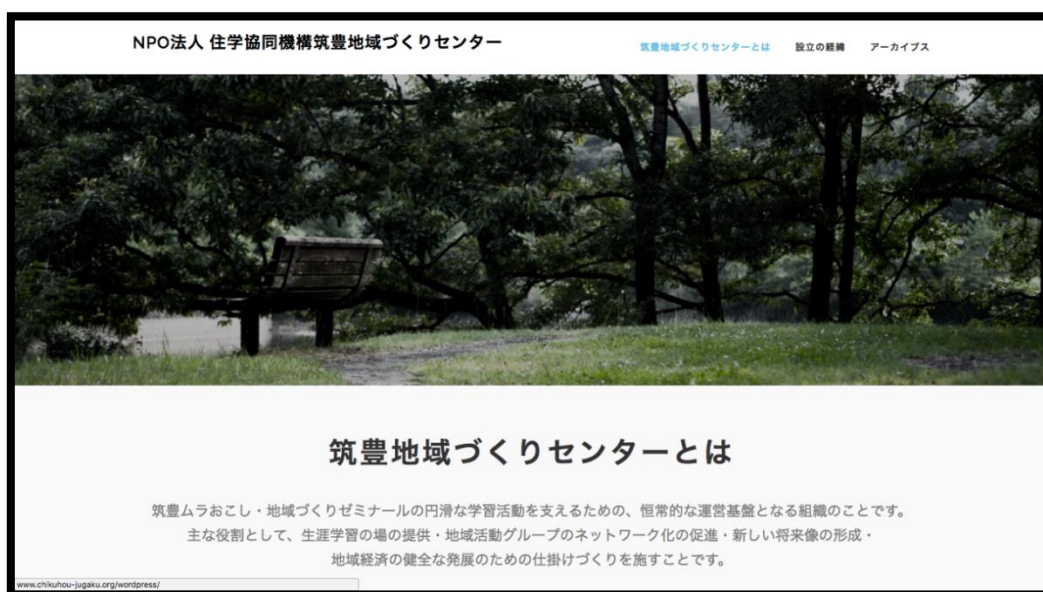 NPO法人 住学協同機構筑豊地域づくりセンター
筑豊地域づくりセンターとは 設立の経緯 アーカイブス
筑豊地域づくりセンターとは
筑豊ムラおこし・地域づくりゼミナールの円滑な学習活動を支えるための、恒常的な運営基盤となる組織のことです。
主な役割として、生涯学習の場の提供・地域活動グループのネットワーク化の促進・新しい将来像の形成・
地域経済の健全な発展のための仕掛けづくりを施すことです。
www.chikuhou-jugaku.org/wordpress/